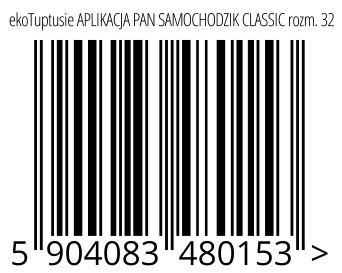 ekoTuptusie APLIKACJA PAN SAMOCHODZIK CLASSIC rozm. 32
5 904083 480153 >